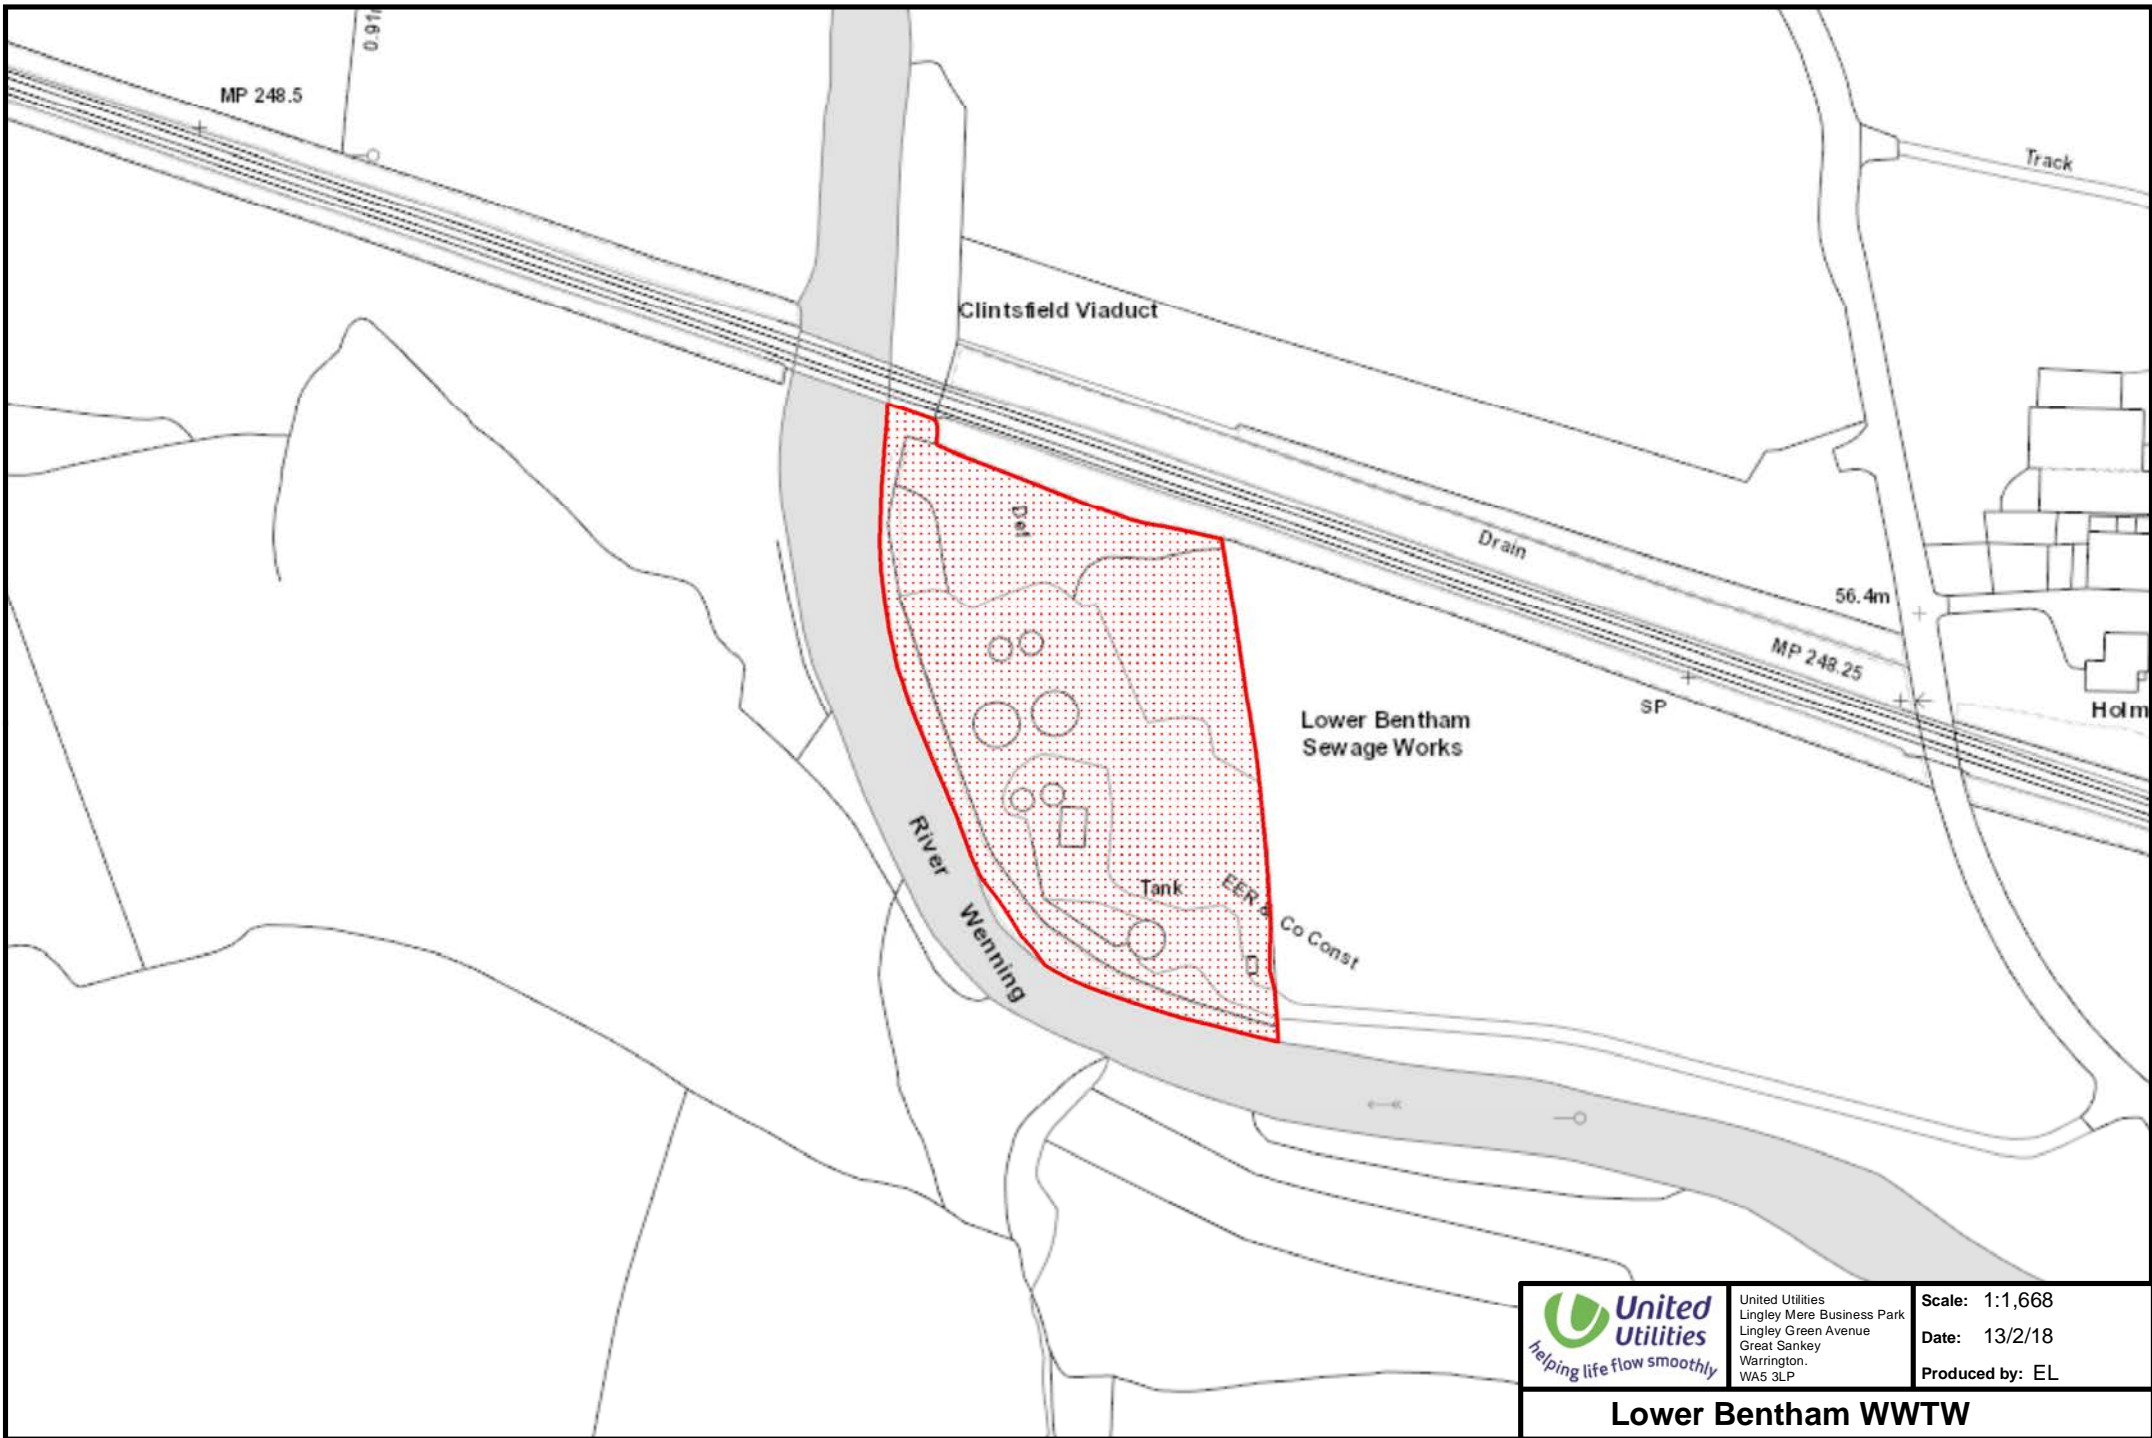 0.91
MP 248.5
Track
Clintsfield Viaduct
Def
Drain
56.4m
MP 248.25
SP
Holm
Lower Bentham
Sewage Works
River
Wenning
Tank
EER & Co Const
United
Utilities
helping life flow smoothly
United Utilities
Lingley Mere Business Park
Lingley Green Avenue
Great Sankey
Warrington.
WA5 3LP
Scale: 1:1,668
Date: 13/2/18
Produced by: EL
Lower Bentham WWTW